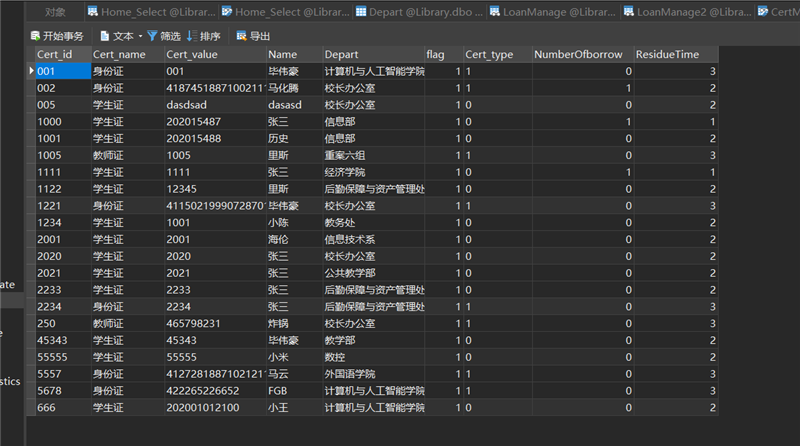 对象 Home_Select @Librar... Home_Select @Librar... Depart @Library.dbo ... LoanManage @Librar... LoanManage2 @Librar... CertM
开始事务 文本 筛选 排序 导出
Cert_id Cert_name Cert_value Name Depart flag Cert_type NumberOfborrow ResidueTime
001 身份证 001 毕伟豪 计算机与人工智能学院 1 1 0 3
002 身份证 41874518871002111 马化腾 校长办公室 1 1 1 2
005 学生证 dasdsad dasasd 校长办公室 1 0 0 2
1000 学生证 202015487 张三 信息部 1 0 1 1
1001 学生证 202015488 历史 信息部 1 0 0 2
1005 教师证 1005 里斯 重案六组 1 1 0 3
1111 学生证 1111 张三 经济学院 1 0 1 1
1122 学生证 12345 里斯 后勤保障与资产管理处 1 0 0 2
1221 身份证 41150219990728701 毕伟豪 校长办公室 1 1 0 3
1234 学生证 1001 小陈 教务处 1 0 0 2
2001 学生证 2001 海伦 信息技术系 1 0 0 2
2020 学生证 2020 张三 校长办公室 1 0 0 2
2021 学生证 2021 张三 公共教学部 1 0 0 2
ate 2233 学生证 2233 张三 后勤保障与资产管理处 1 0 0 2
2234 身份证 2234 张三 后勤保障与资产管理处 1 1 0 3
250 教师证 465798231 炸锅 校长办公室 1 1 0 3
e 45343 学生证 45343 毕伟豪 教学部 1 0 0 2
55555 学生证 55555 小米 数控 1 0 0 2
5557 身份证 41272818871021211 马云 外国语学院 1 1 0 3
istics 5678 身份证 422265226652 FGB 计算机与人工智能学院 1 1 0 3
666 学生证 202001012100 小王 计算机与人工智能学院 1 0 0 2